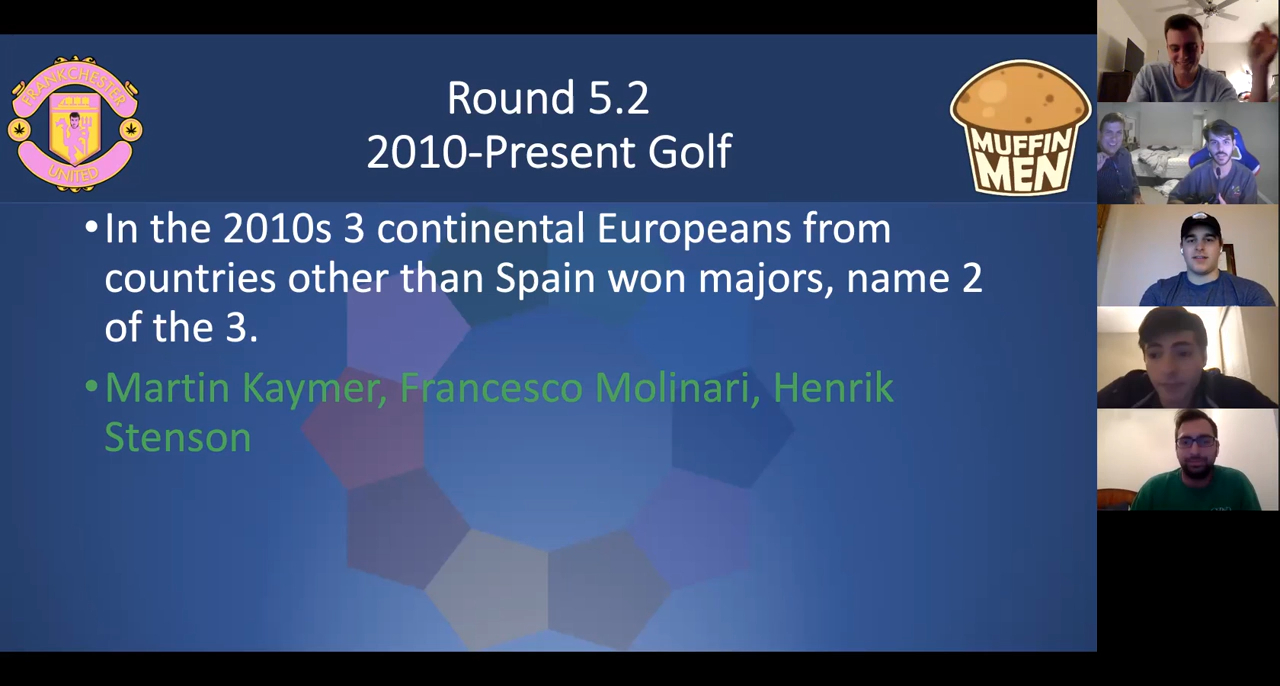 FRANKCHESTER
UNITED
Round 5.2
2010-Present Golf
MUFFIN
MEN
•In the 2010s 3 continental Europeans from
countries other than Spain won majors, name 2
of the 3.
•Martin Kaymer, Francesco Molinari, Henrik
Stenson